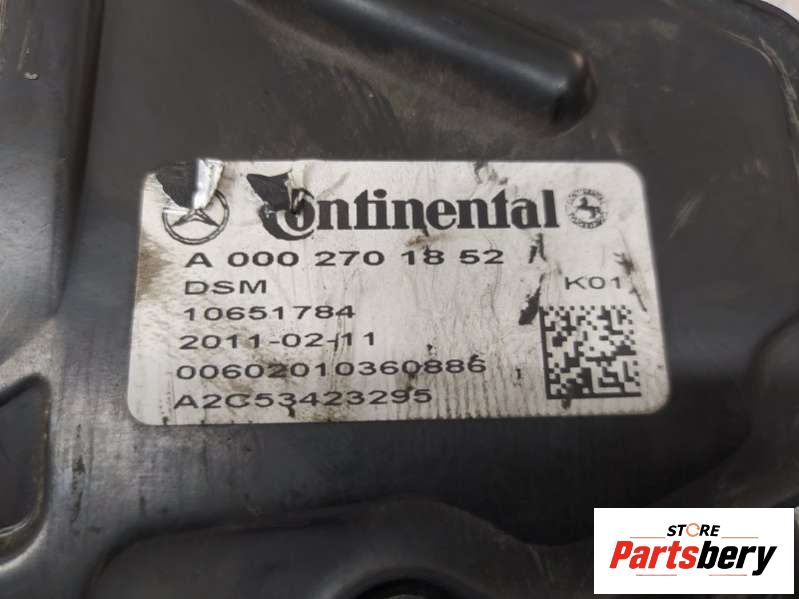 Continental
A 000 270 18 52
DSM K01
10651784
2011-02-11
00602010360886
A2C53423295
STORE
Partsbery